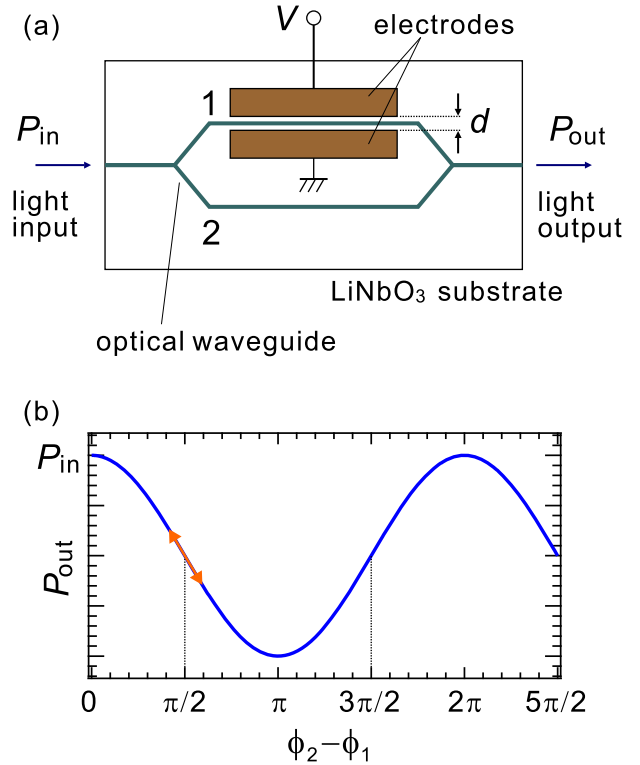 (a)
V
electrodes
1
d
P_in
P_out
light
input
light
output
2
LiNbO₃ substrate
optical waveguide
(b)
P_in
P_out
0 π/2 π 3π/2 2π 5π/2
ϕ₂−ϕ₁